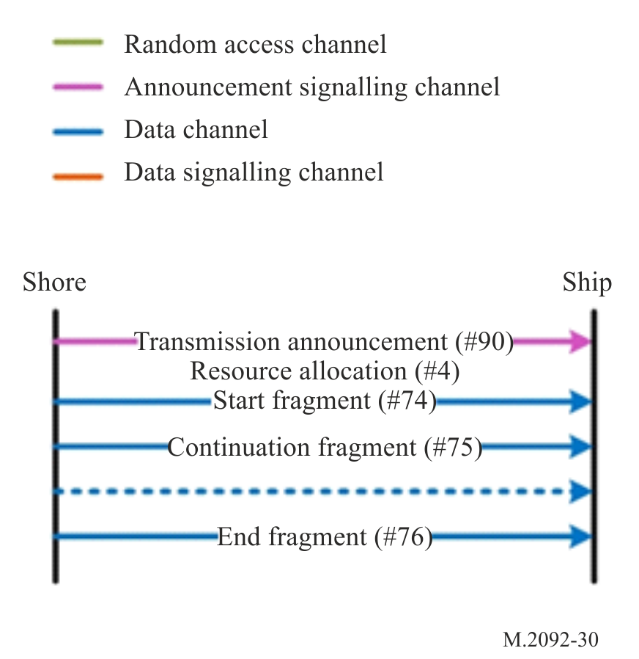 Random access channel
Announcement signalling channel
Data channel
Data signalling channel
Shore
Ship
Transmission announcement (#90)
Resource allocation (#4)
Start fragment (#74)
Continuation fragment (#75)
End fragment (#76)
M.2092-30